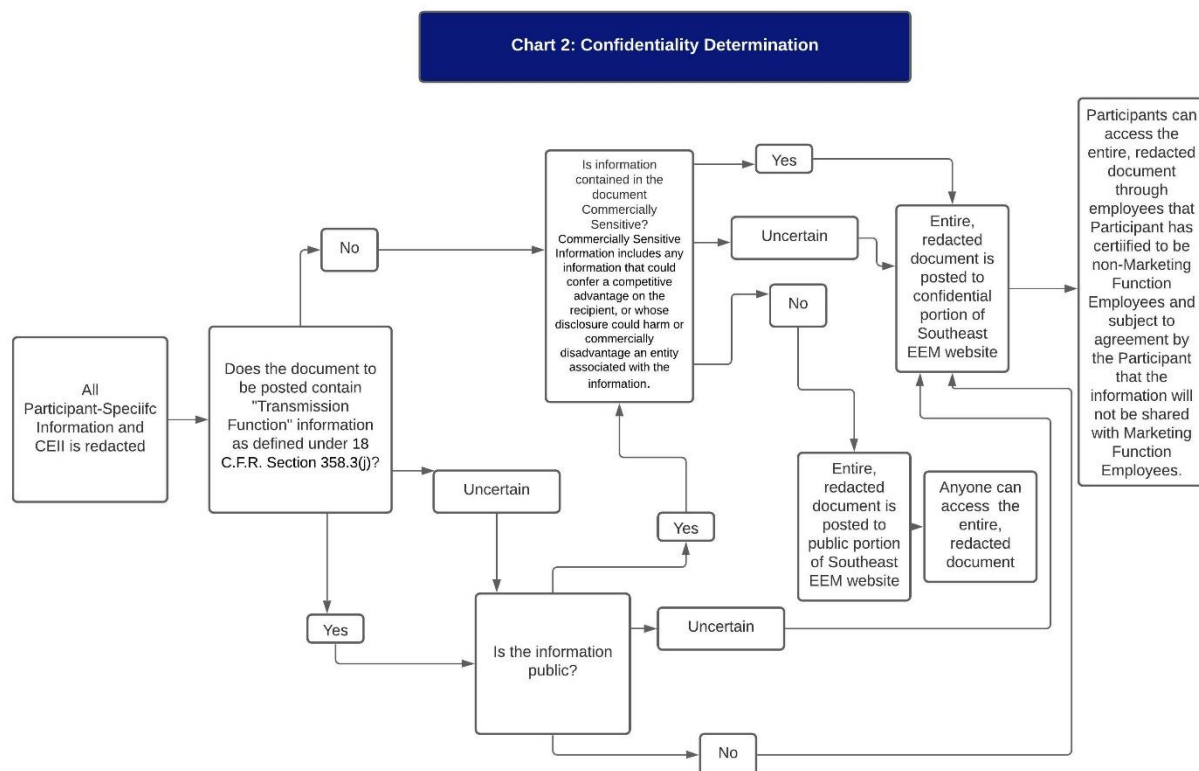 Chart 2: Confidentiality Determination
All
Participant-Speciifc
Information and
CEII is redacted
Does the document to
be posted contain
"Transmission
Function" information
as defined under 18
C.F.R. Section 358.3(j)?
No
Uncertain
Yes
Is the information
public?
Yes
Uncertain
No
Is information
contained in the
document
Commercially
Sensitive?
Commercially Sensitive
Information includes any
information that could
confer a competitive
advantage on the
recipient, or whose
disclosure could harm or
commercially
disadvantage an entity
associated with the
information.
Yes
Uncertain
No
Entire,
redacted
document is
posted to
confidential
portion of
Southeast
EEM website
Entire,
redacted
document is
posted to
public portion
of Southeast
EEM website
Anyone can
access the
entire,
redacted
document
Participants can
access the
entire, redacted
document
through
employees that
Participant has
certiified to be
non-Marketing
Function
Employees and
subject to
agreement by
the Participant
that the
information will
not be shared
with Marketing
Function
Employees.